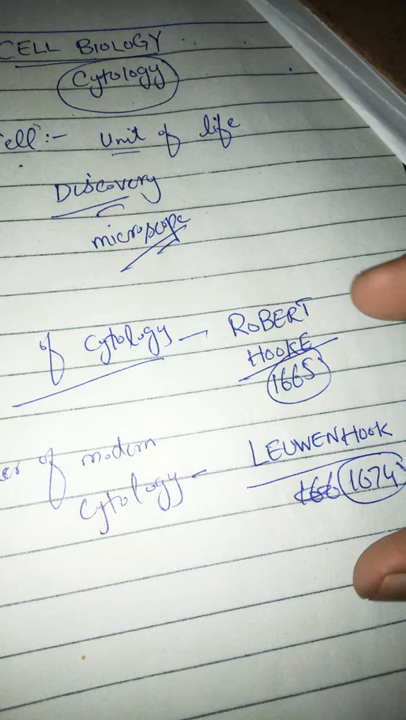 CELL BIOLOGY
Cytology
ell:- Unit of life
Discovery
microscope
of Cytology - ROBERT
HOOKE
1665
er of modern
Cytology - LEUWENHOOK
166 1674